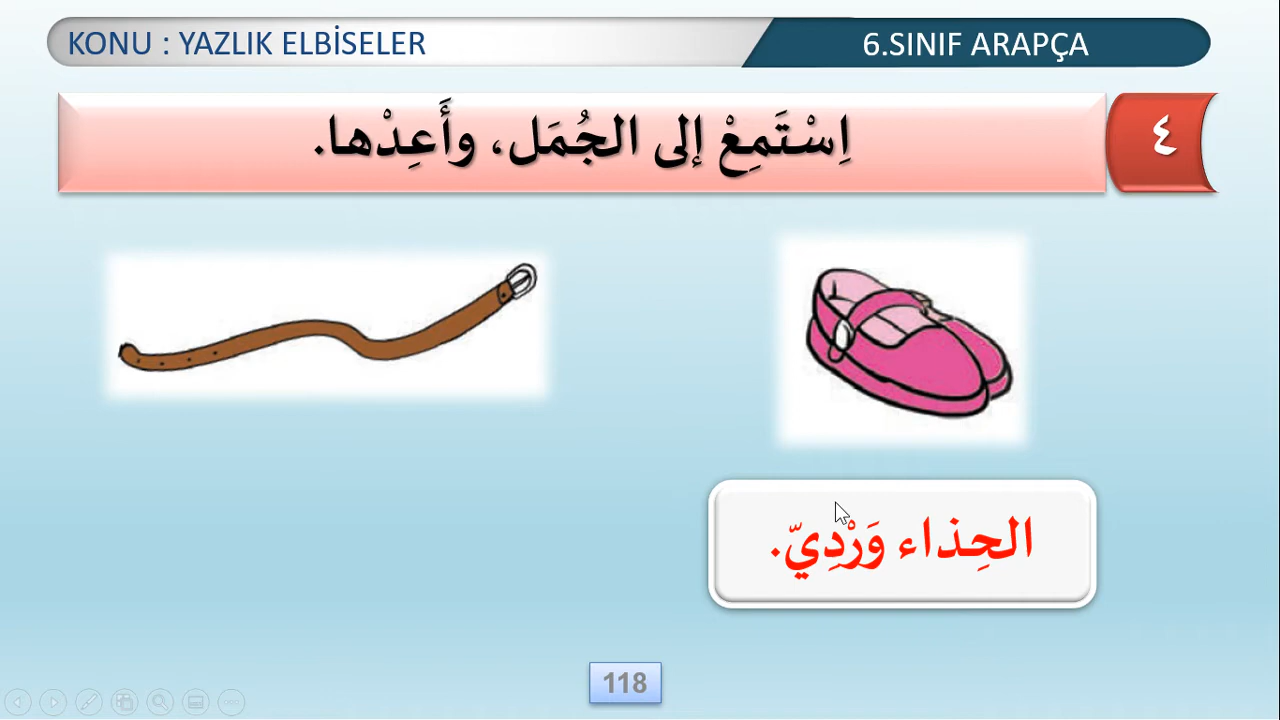 KONU : YAZLIK ELBİSELER
6.SINIF ARAPÇA
٤
اِسْتَمِعْ إلى الجُمَل، وأَعِدْها.
الحِذاء وَرْدِيّ.
118